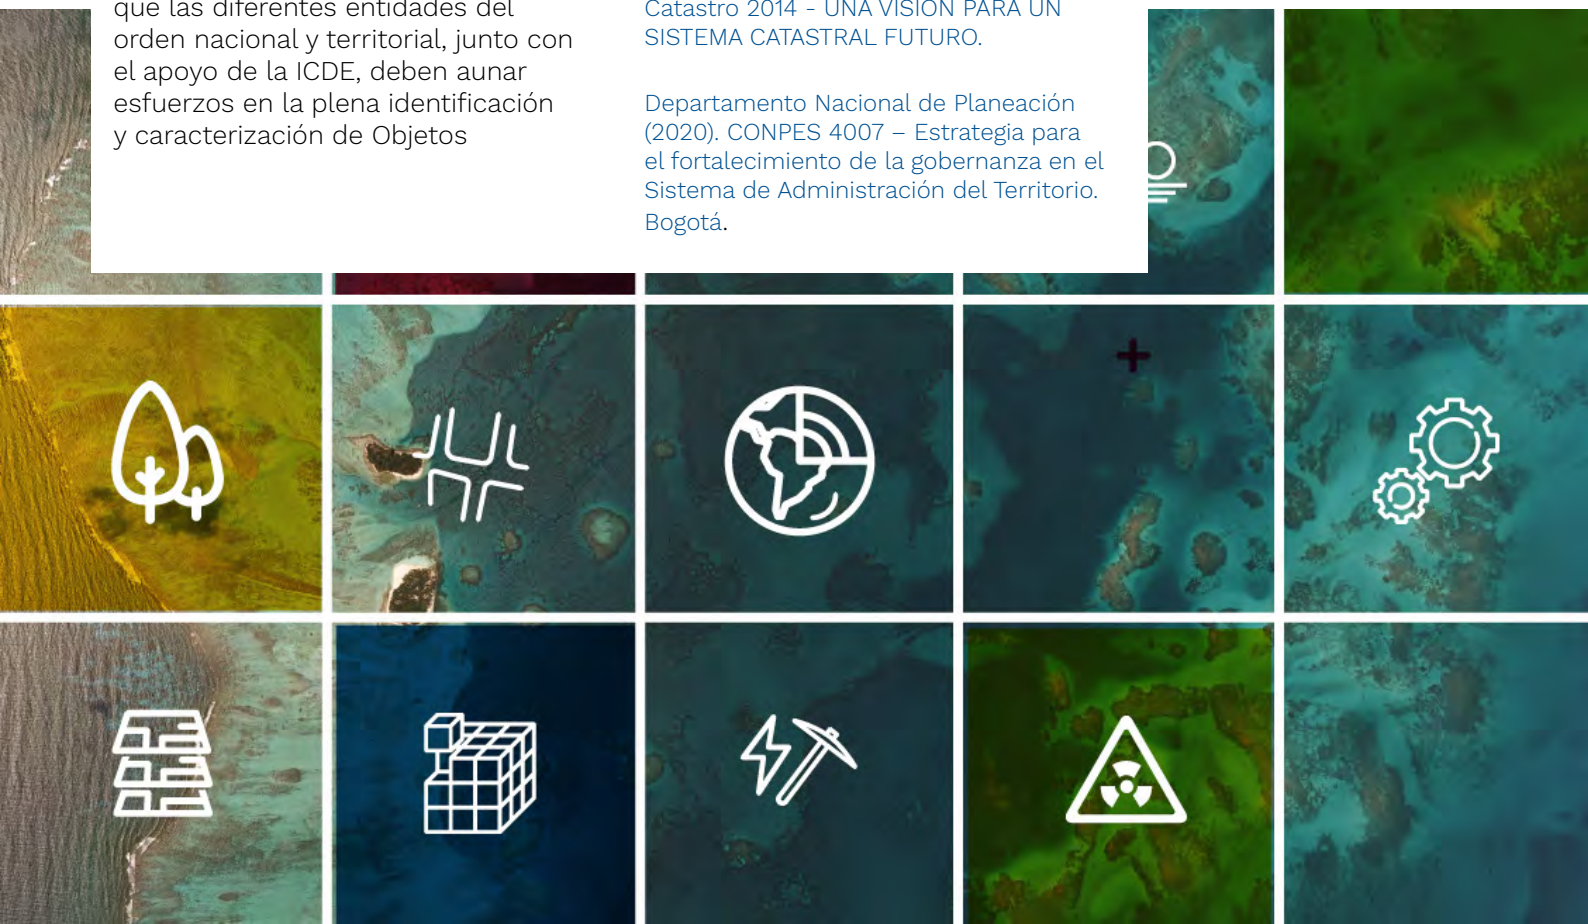 que las diferentes entidades del
orden nacional y territorial, junto con
el apoyo de la ICDE, deben aunar
esfuerzos en la plena identificación
y caracterización de Objetos
Catastro 2014 - UNA VISIÓN PARA UN
SISTEMA CATASTRAL FUTURO.
Departamento Nacional de Planeación
(2020). CONPES 4007 – Estrategia para
el fortalecimiento de la gobernanza en el
Sistema de Administración del Territorio.
Bogotá.